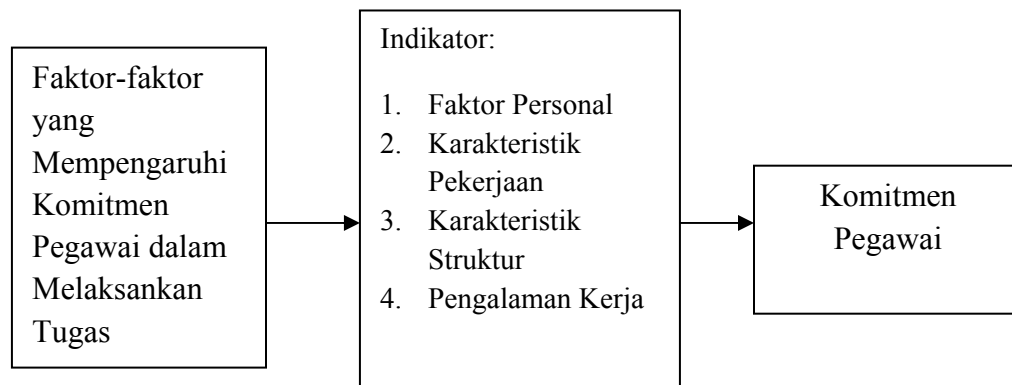 Faktor-faktor
yang
Mempengaruhi
Komitmen
Pegawai dalam
Melaksankan
Tugas
Indikator:
1. Faktor Personal
2. Karakteristik
Pekerjaan
3. Karakteristik
Struktur
4. Pengalaman Kerja
Komitmen
Pegawai